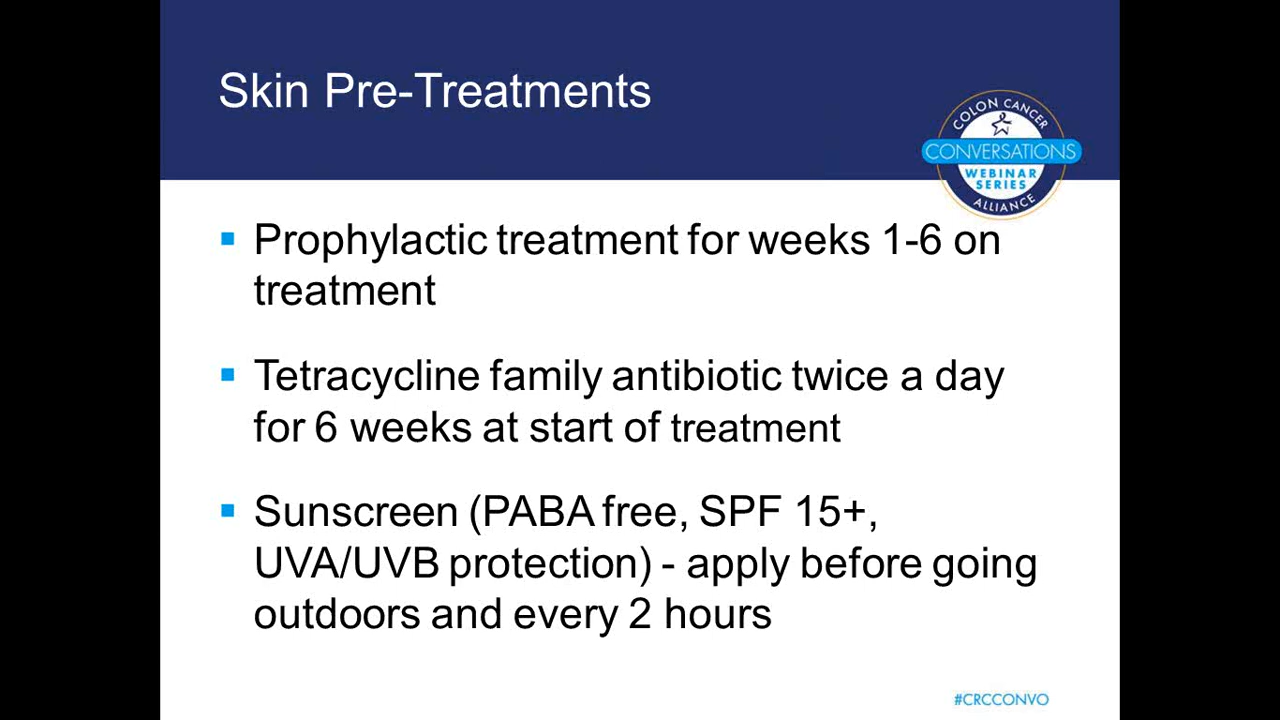 Skin Pre-Treatments
COLON CANCER
CONVERSATIONS
WEBINAR
SERIES
ALLIANCE
Prophylactic treatment for weeks 1-6 on
treatment
Tetracycline family antibiotic twice a day
for 6 weeks at start of treatment
Sunscreen (PABA free, SPF 15+,
UVA/UVB protection) - apply before going
outdoors and every 2 hours
#CRCCONVO